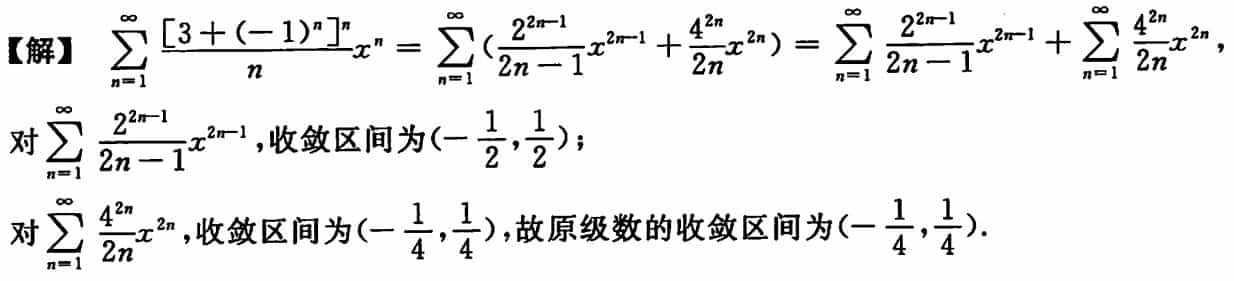 【解】 $\sum_{n=1}^{\infty} \frac{[3+(-1)^n]^n}{n} x^n = \sum_{n=1}^{\infty} (\frac{2^{2n-1}}{2n-1} x^{2n-1} + \frac{4^{2n}}{2n} x^{2n}) = \sum_{n=1}^{\infty} \frac{2^{2n-1}}{2n-1} x^{2n-1} + \sum_{n=1}^{\infty} \frac{4^{2n}}{2n} x^{2n}$,
对 $\sum_{n=1}^{\infty} \frac{2^{2n-1}}{2n-1} x^{2n-1}$,收敛区间为$(-\frac{1}{2},\frac{1}{2})$;
对 $\sum_{n=1}^{\infty} \frac{4^{2n}}{2n} x^{2n}$,收敛区间为$(-\frac{1}{4},\frac{1}{4})$,故原级数的收敛区间为$(-\frac{1}{4},\frac{1}{4})$.